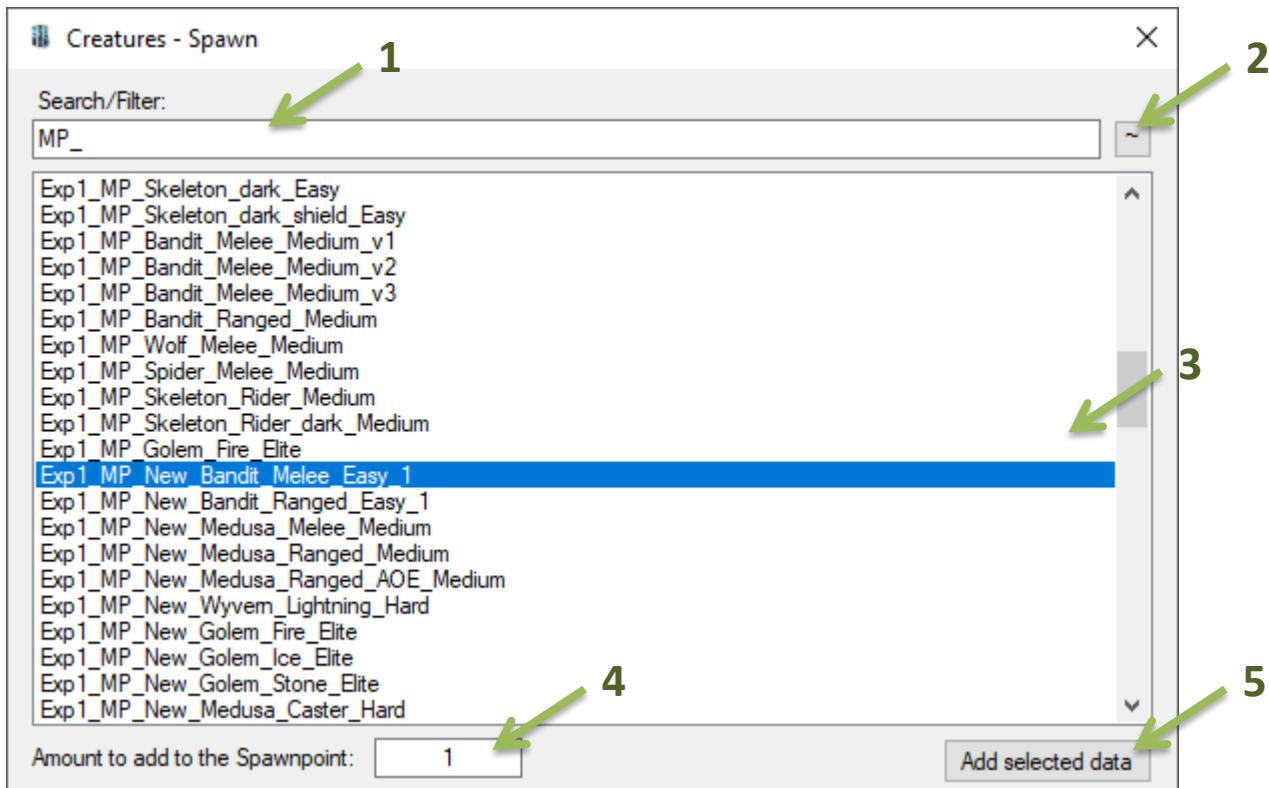 Creatures - Spawn
1
2
Search/Filter:
MP_
~
Exp1_MP_Skeleton_dark_Easy
Exp1_MP_Skeleton_dark_shield_Easy
Exp1_MP_Bandit_Melee_Medium_v1
Exp1_MP_Bandit_Melee_Medium_v2
Exp1_MP_Bandit_Melee_Medium_v3
Exp1_MP_Bandit_Ranged_Medium
Exp1_MP_Wolf_Melee_Medium
Exp1_MP_Spider_Melee_Medium
3
Exp1_MP_Skeleton_Rider_Medium
Exp1_MP_Skeleton_Rider_dark_Medium
Exp1_MP_Golem_Fire_Elite
Exp1_MP_New_Bandit_Melee_Easy_1
Exp1_MP_New_Bandit_Ranged_Easy_1
Exp1_MP_New_Medusa_Melee_Medium
Exp1_MP_New_Medusa_Ranged_Medium
Exp1_MP_New_Medusa_Ranged_AOE_Medium
Exp1_MP_New_Wyvern_Lightning_Hard
Exp1_MP_New_Golem_Fire_Elite
Exp1_MP_New_Golem_Ice_Elite
Exp1_MP_New_Golem_Stone_Elite
4
5
Exp1_MP_New_Medusa_Caster_Hard
Amount to add to the Spawnpoint:
1
Add selected data